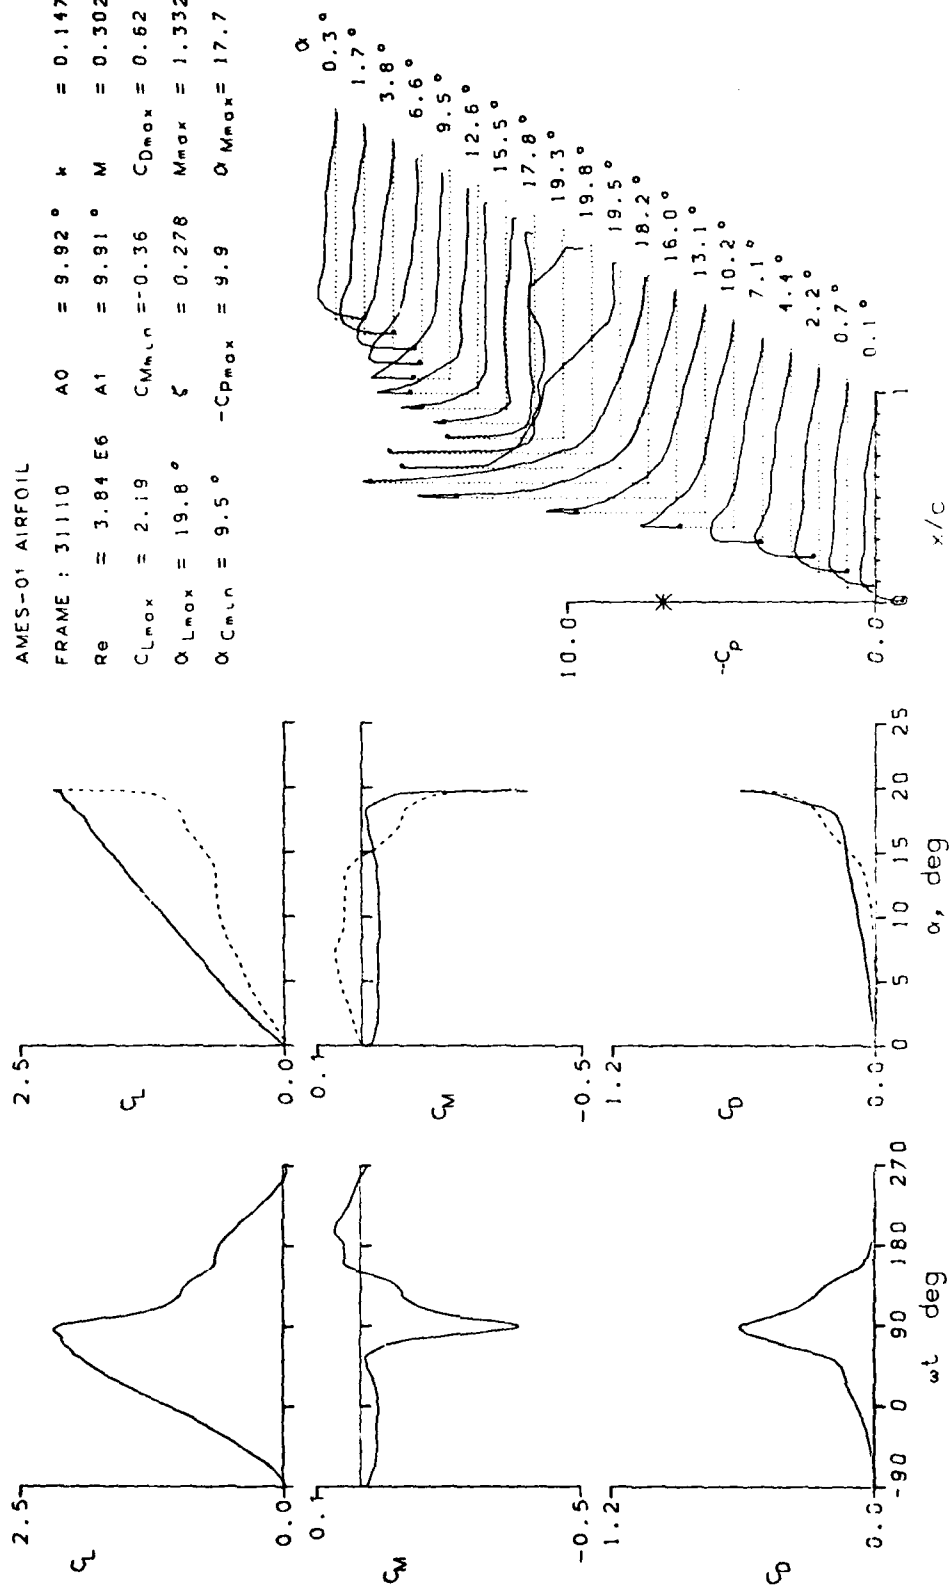 AMES-01 AIRFOIL
FRAME : 31110 A0 = 9.92° k = 0.147
Re = 3.84 E6 A1 = 9.91° M = 0.302
CLmax = 2.19 CMmin = -0.36 CDmax = 0.62
αLmax = 19.8° ζ = 0.278 Mmax = 1.332
αCmin = 9.5° -CPmax = 9.9 αMmax = 17.7
2.5
CL
0.0
0.1
CM
-0.5
1.2
CD
0.0
-90 0 90 180 270
ωt deg
2.5
CL
0.0
0.1
CM
-0.5
1.2
CD
0.0
0 5 10 15 20 25
α, deg
10.0
-Cp
0.0
0 1
x/c
α
0.3°
1.7°
3.8°
6.6°
9.5°
12.6°
15.5°
17.8°
19.3°
19.8°
19.5°
18.2°
16.0°
13.1°
10.2°
7.1°
4.4°
2.2°
0.7°
0.1°